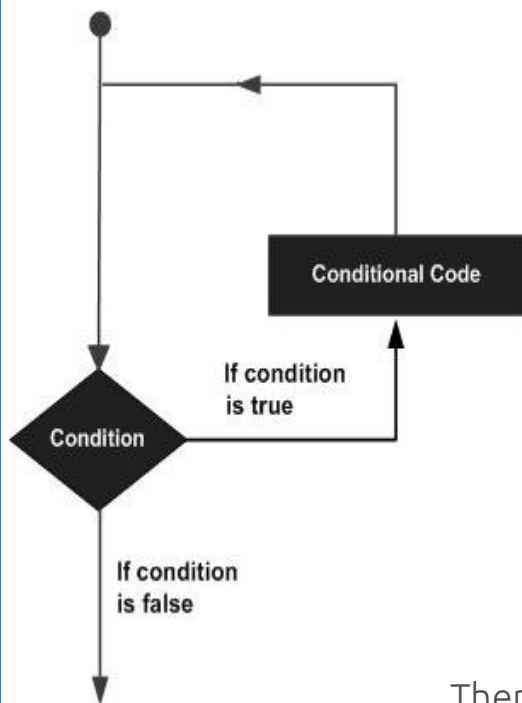 Conditional Code
If condition
is true
Condition
If condition
is false